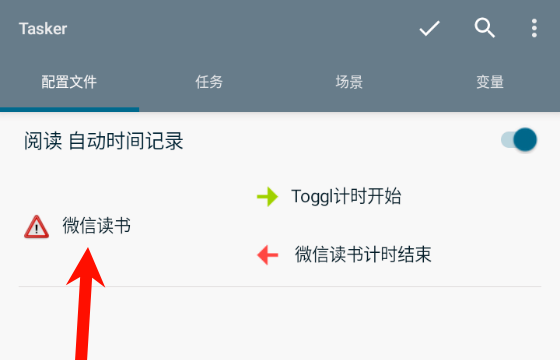 Tasker
配置文件 任务 场景 变量
阅读 自动时间记录
Toggl计时开始
微信读书
微信读书计时结束